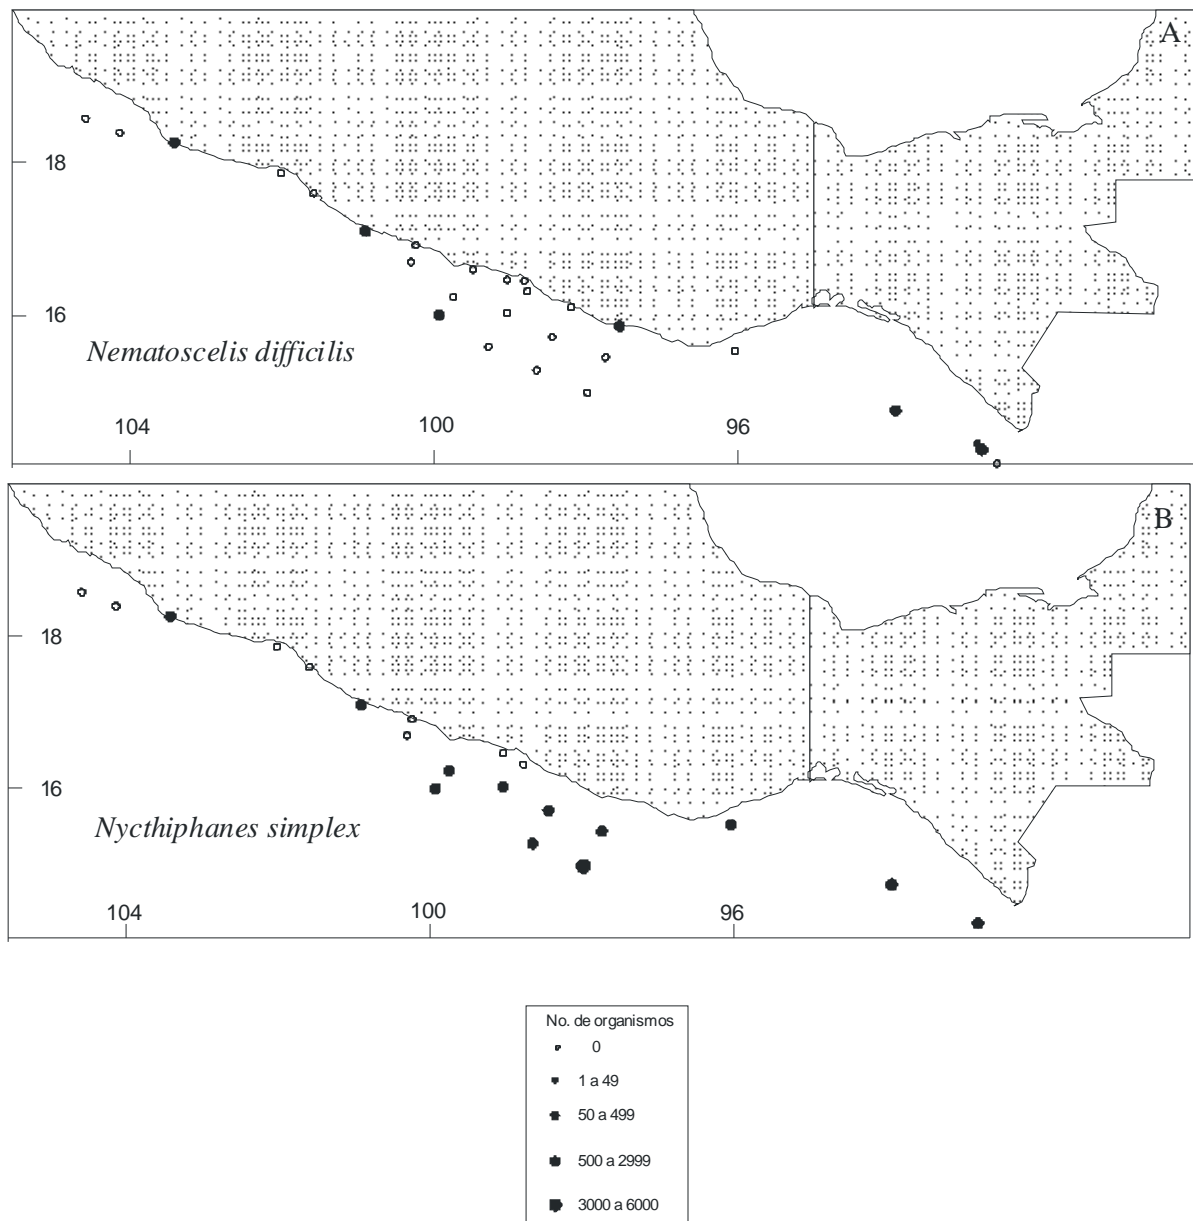 A
18
16
Nematoscelis difficilis
104
100
96
B
18
16
Nycthiphanes simplex
104
100
96
No. de organismos
0
1 a 49
50 a 499
500 a 2999
3000 a 6000